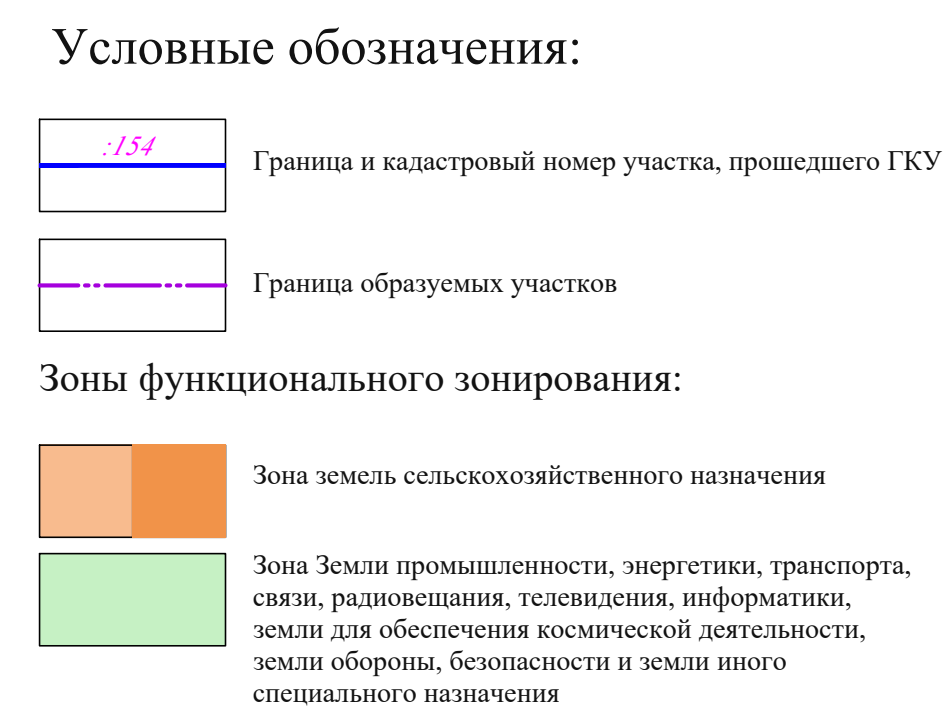 Условные обозначения:
:154
Граница и кадастровый номер участка, прошедшего ГКУ
Граница образуемых участков
Зоны функционального зонирования:
Зона земель сельскохозяйственного назначения
Зона Земли промышленности, энергетики, транспорта,
связи, радиовещания, телевидения, информатики,
земли для обеспечения космической деятельности,
земли обороны, безопасности и земли иного
специального назначения